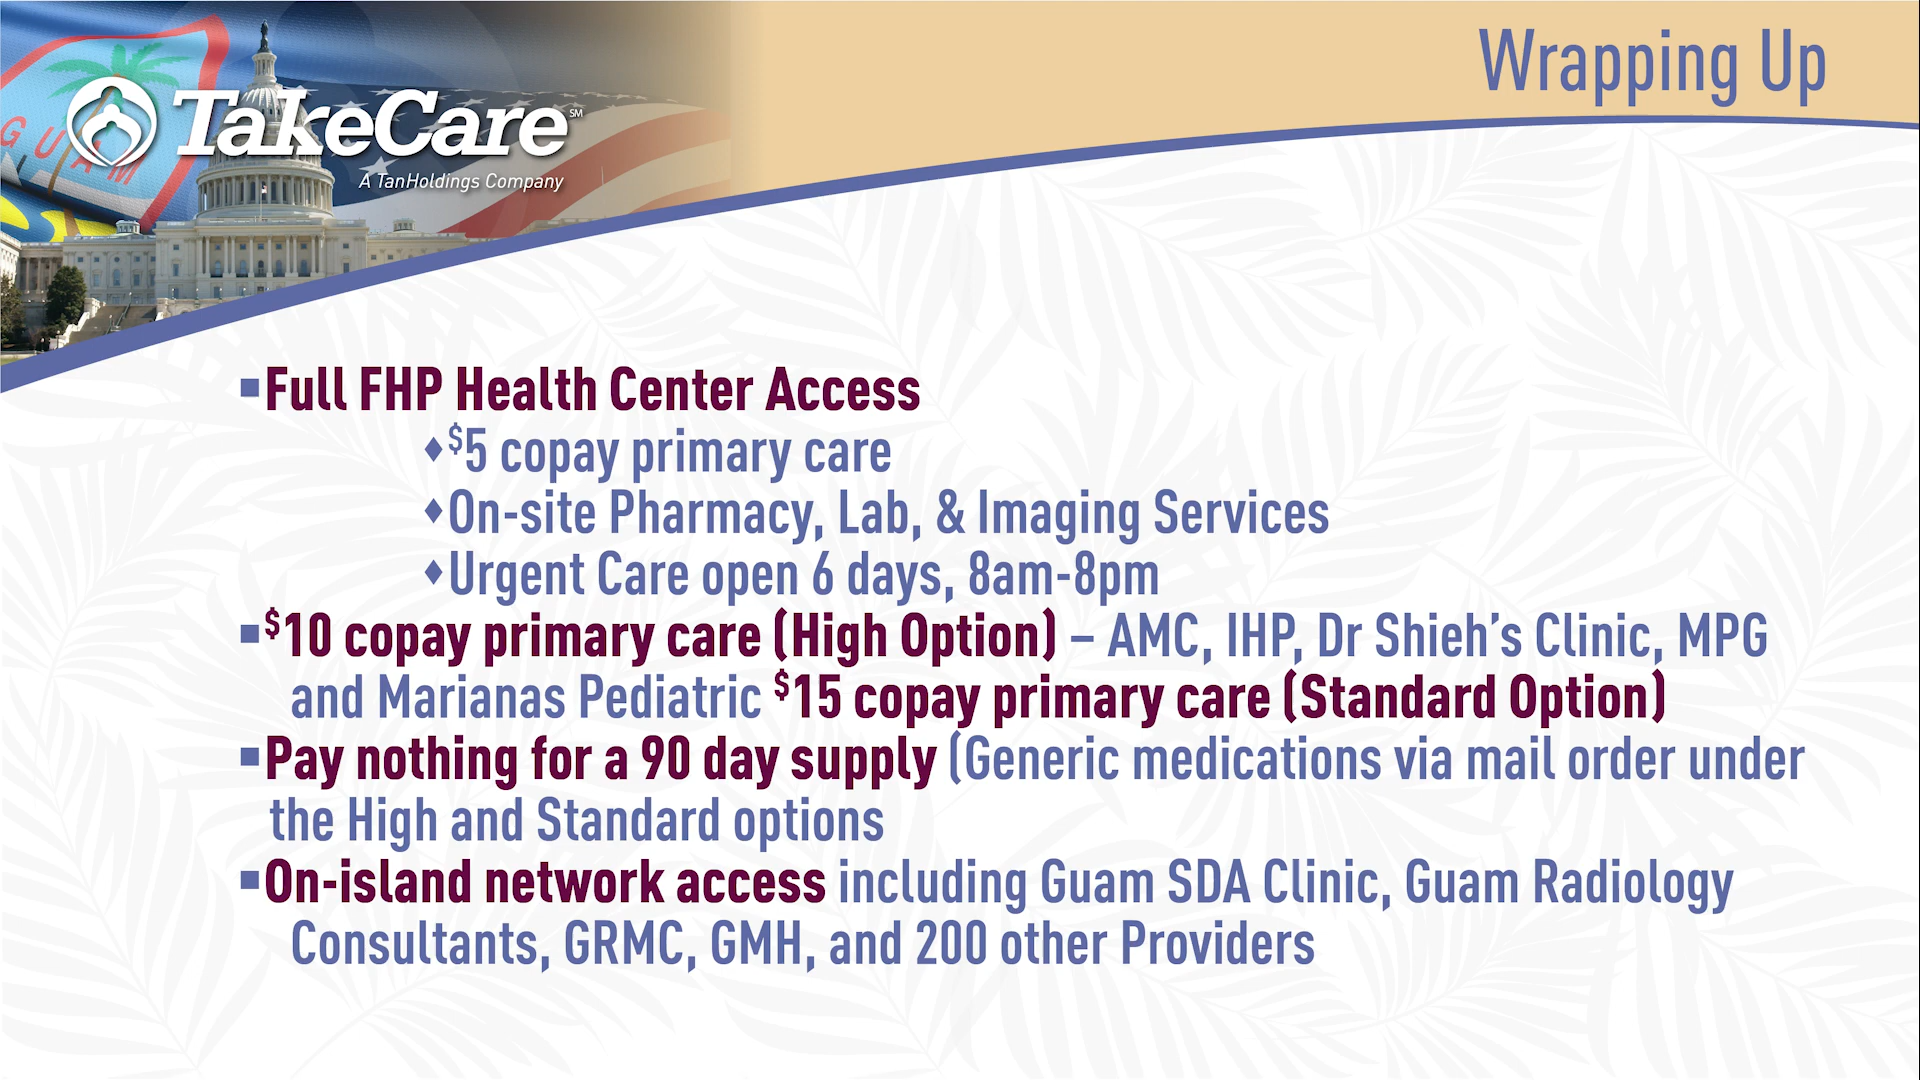 GUAM
TakeCare℠
A TanHoldings Company
Wrapping Up
▪Full FHP Health Center Access
♦$5 copay primary care
♦On-site Pharmacy, Lab, & Imaging Services
♦Urgent Care open 6 days, 8am-8pm
▪$10 copay primary care (High Option) – AMC, IHP, Dr Shieh’s Clinic, MPG
and Marianas Pediatric $15 copay primary care (Standard Option)
▪Pay nothing for a 90 day supply (Generic medications via mail order under
the High and Standard options
▪On-island network access including Guam SDA Clinic, Guam Radiology
Consultants, GRMC, GMH, and 200 other Providers